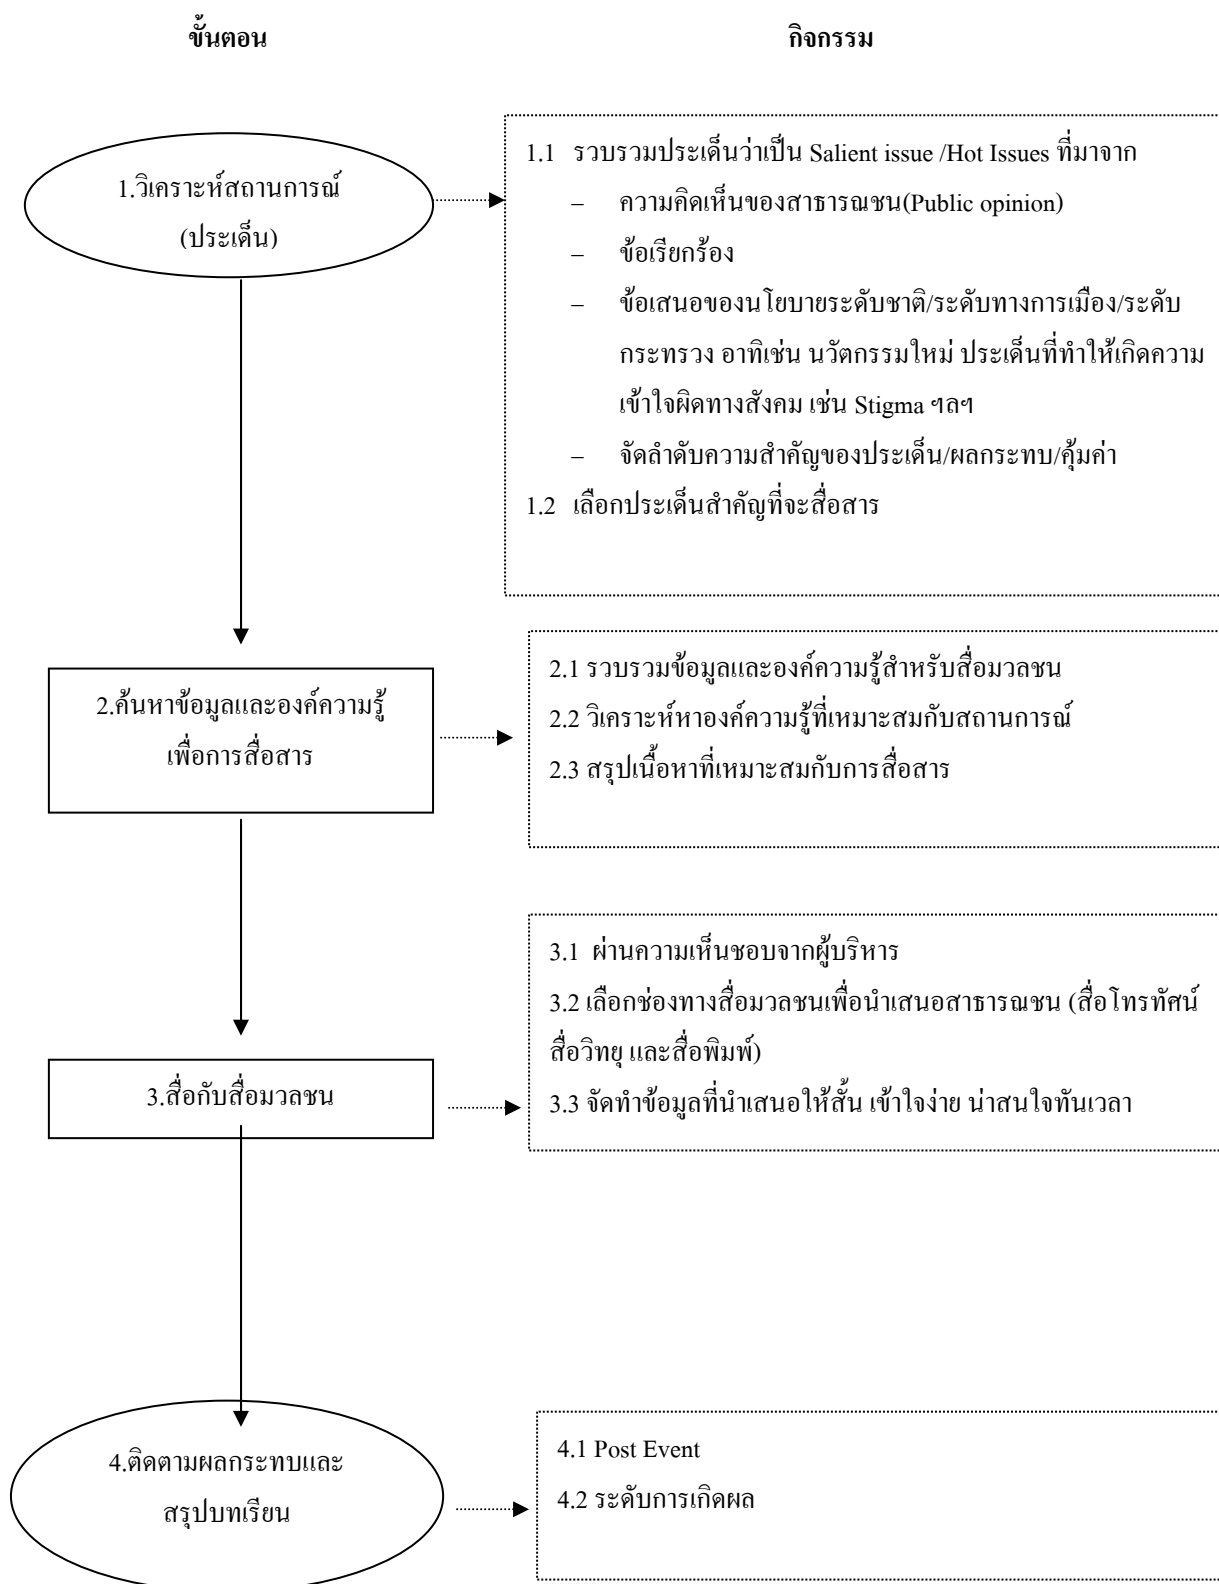 ขั้นตอน
กิจกรรม
1.วิเคราะห์สถานการณ์
(ประเด็น)
1.1 รวบรวมประเด็นว่าเป็น Salient issue /Hot Issues ที่มาจาก
– ความคิดเห็นของสาธารณชน(Public opinion)
– ข้อเรียกร้อง
– ข้อเสนอของนโยบายระดับชาติ/ระดับทางการเมือง/ระดับ
กระทรวง อาทิเช่น นวัตกรรมใหม่ ประเด็นที่ทำให้เกิดความ
เข้าใจผิดทางสังคม เช่น Stigma ฯลฯ
– จัดลำดับความสำคัญของประเด็น/ผลกระทบ/คุ้มค่า
1.2 เลือกประเด็นสำคัญที่จะสื่อสาร
2.ค้นหาข้อมูลและองค์ความรู้
เพื่อการสื่อสาร
2.1 รวบรวมข้อมูลและองค์ความรู้สำหรับสื่อมวลชน
2.2 วิเคราะห์หาองค์ความรู้ที่เหมาะสมกับสถานการณ์
2.3 สรุปเนื้อหาที่เหมาะสมกับการสื่อสาร
3.สื่อกับสื่อมวลชน
3.1 ผ่านความเห็นชอบจากผู้บริหาร
3.2 เลือกช่องทางสื่อมวลชนเพื่อนำเสนอสาธารณชน (สื่อโทรทัศน์
สื่อวิทยุ และสื่อพิมพ์)
3.3 จัดทำข้อมูลที่นำเสนอให้สั้น เข้าใจง่าย น่าสนใจทันเวลา
4.ติดตามผลกระทบและ
สรุปบทเรียน
4.1 Post Event
4.2 ระดับการเกิดผล